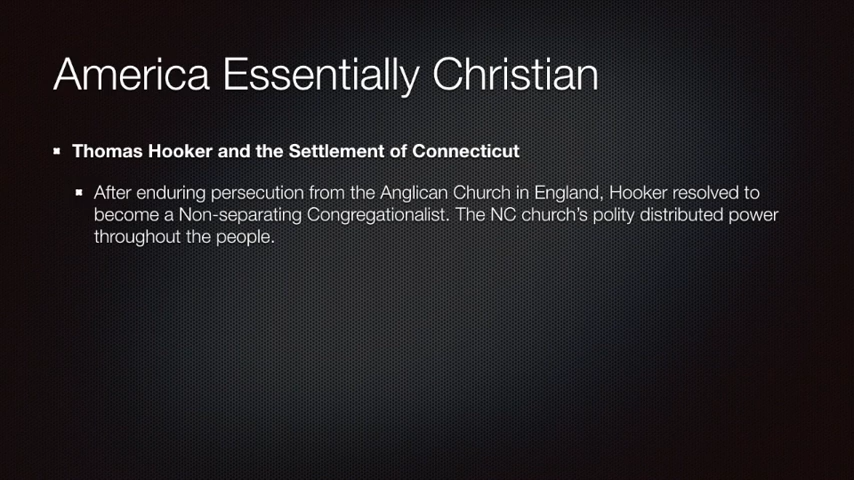 America Essentially Christian
Thomas Hooker and the Settlement of Connecticut
After enduring persecution from the Anglican Church in England, Hooker resolved to
become a Non-separating Congregationalist. The NC church's polity distributed power
throughout the people.